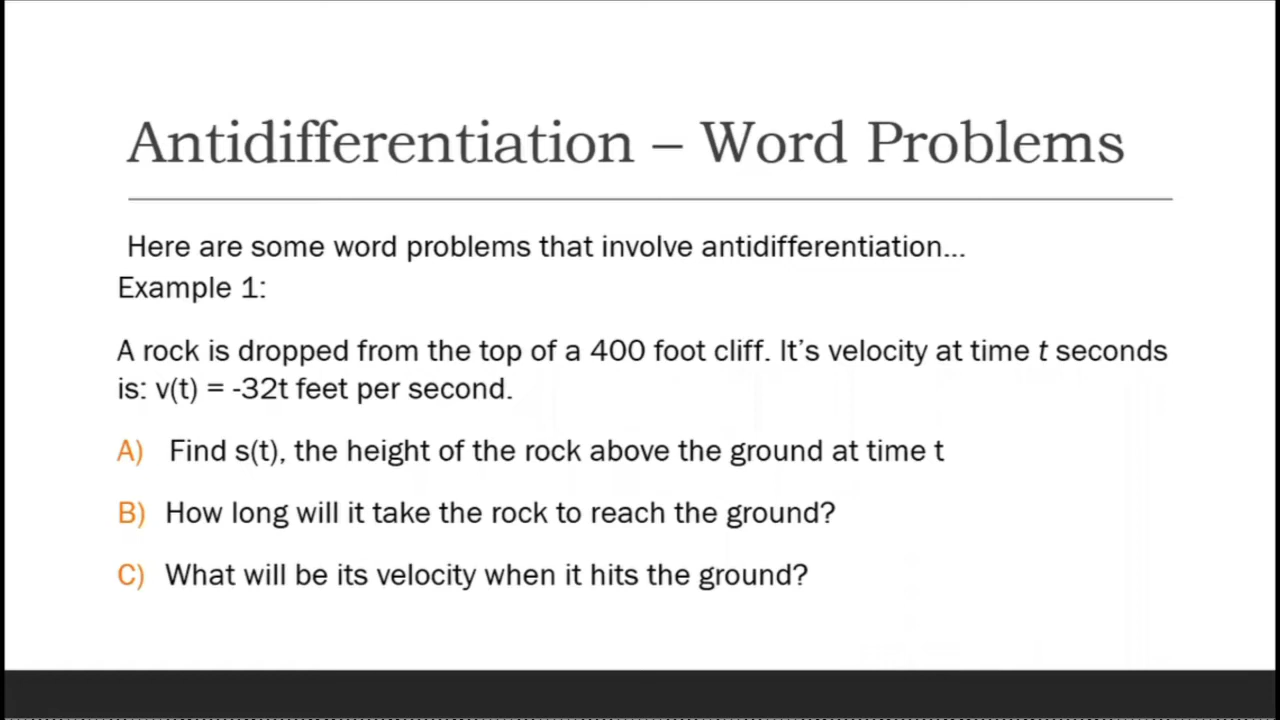 Antidifferentiation – Word Problems
Here are some word problems that involve antidifferentiation...
Example 1:
A rock is dropped from the top of a 400 foot cliff. It’s velocity at time t seconds
is: v(t) = -32t feet per second.
A) Find s(t), the height of the rock above the ground at time t
B) How long will it take the rock to reach the ground?
C) What will be its velocity when it hits the ground?